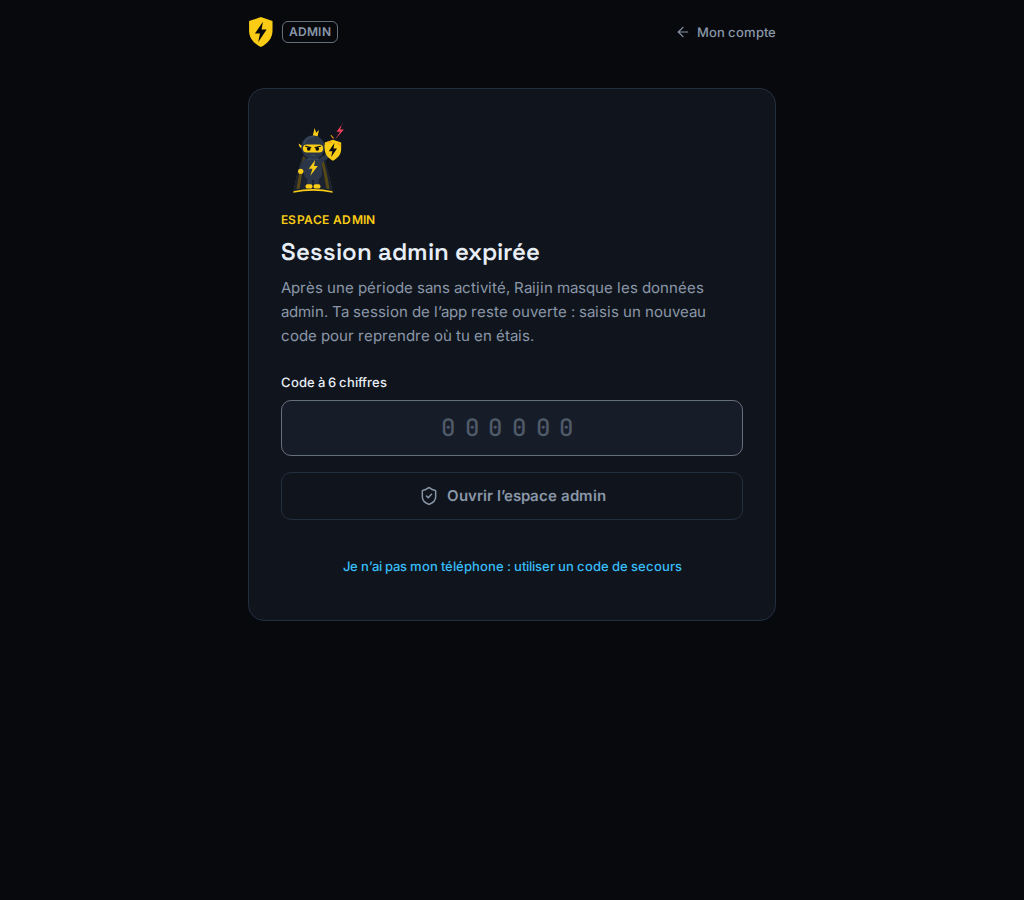 ADMIN
Mon compte
ESPACE ADMIN
Session admin expirée
Après une période sans activité, Raijin masque les données
admin. Ta session de l’app reste ouverte : saisis un nouveau
code pour reprendre où tu en étais.
Code à 6 chiffres
000000
Ouvrir l’espace admin
Je n’ai pas mon téléphone : utiliser un code de secours